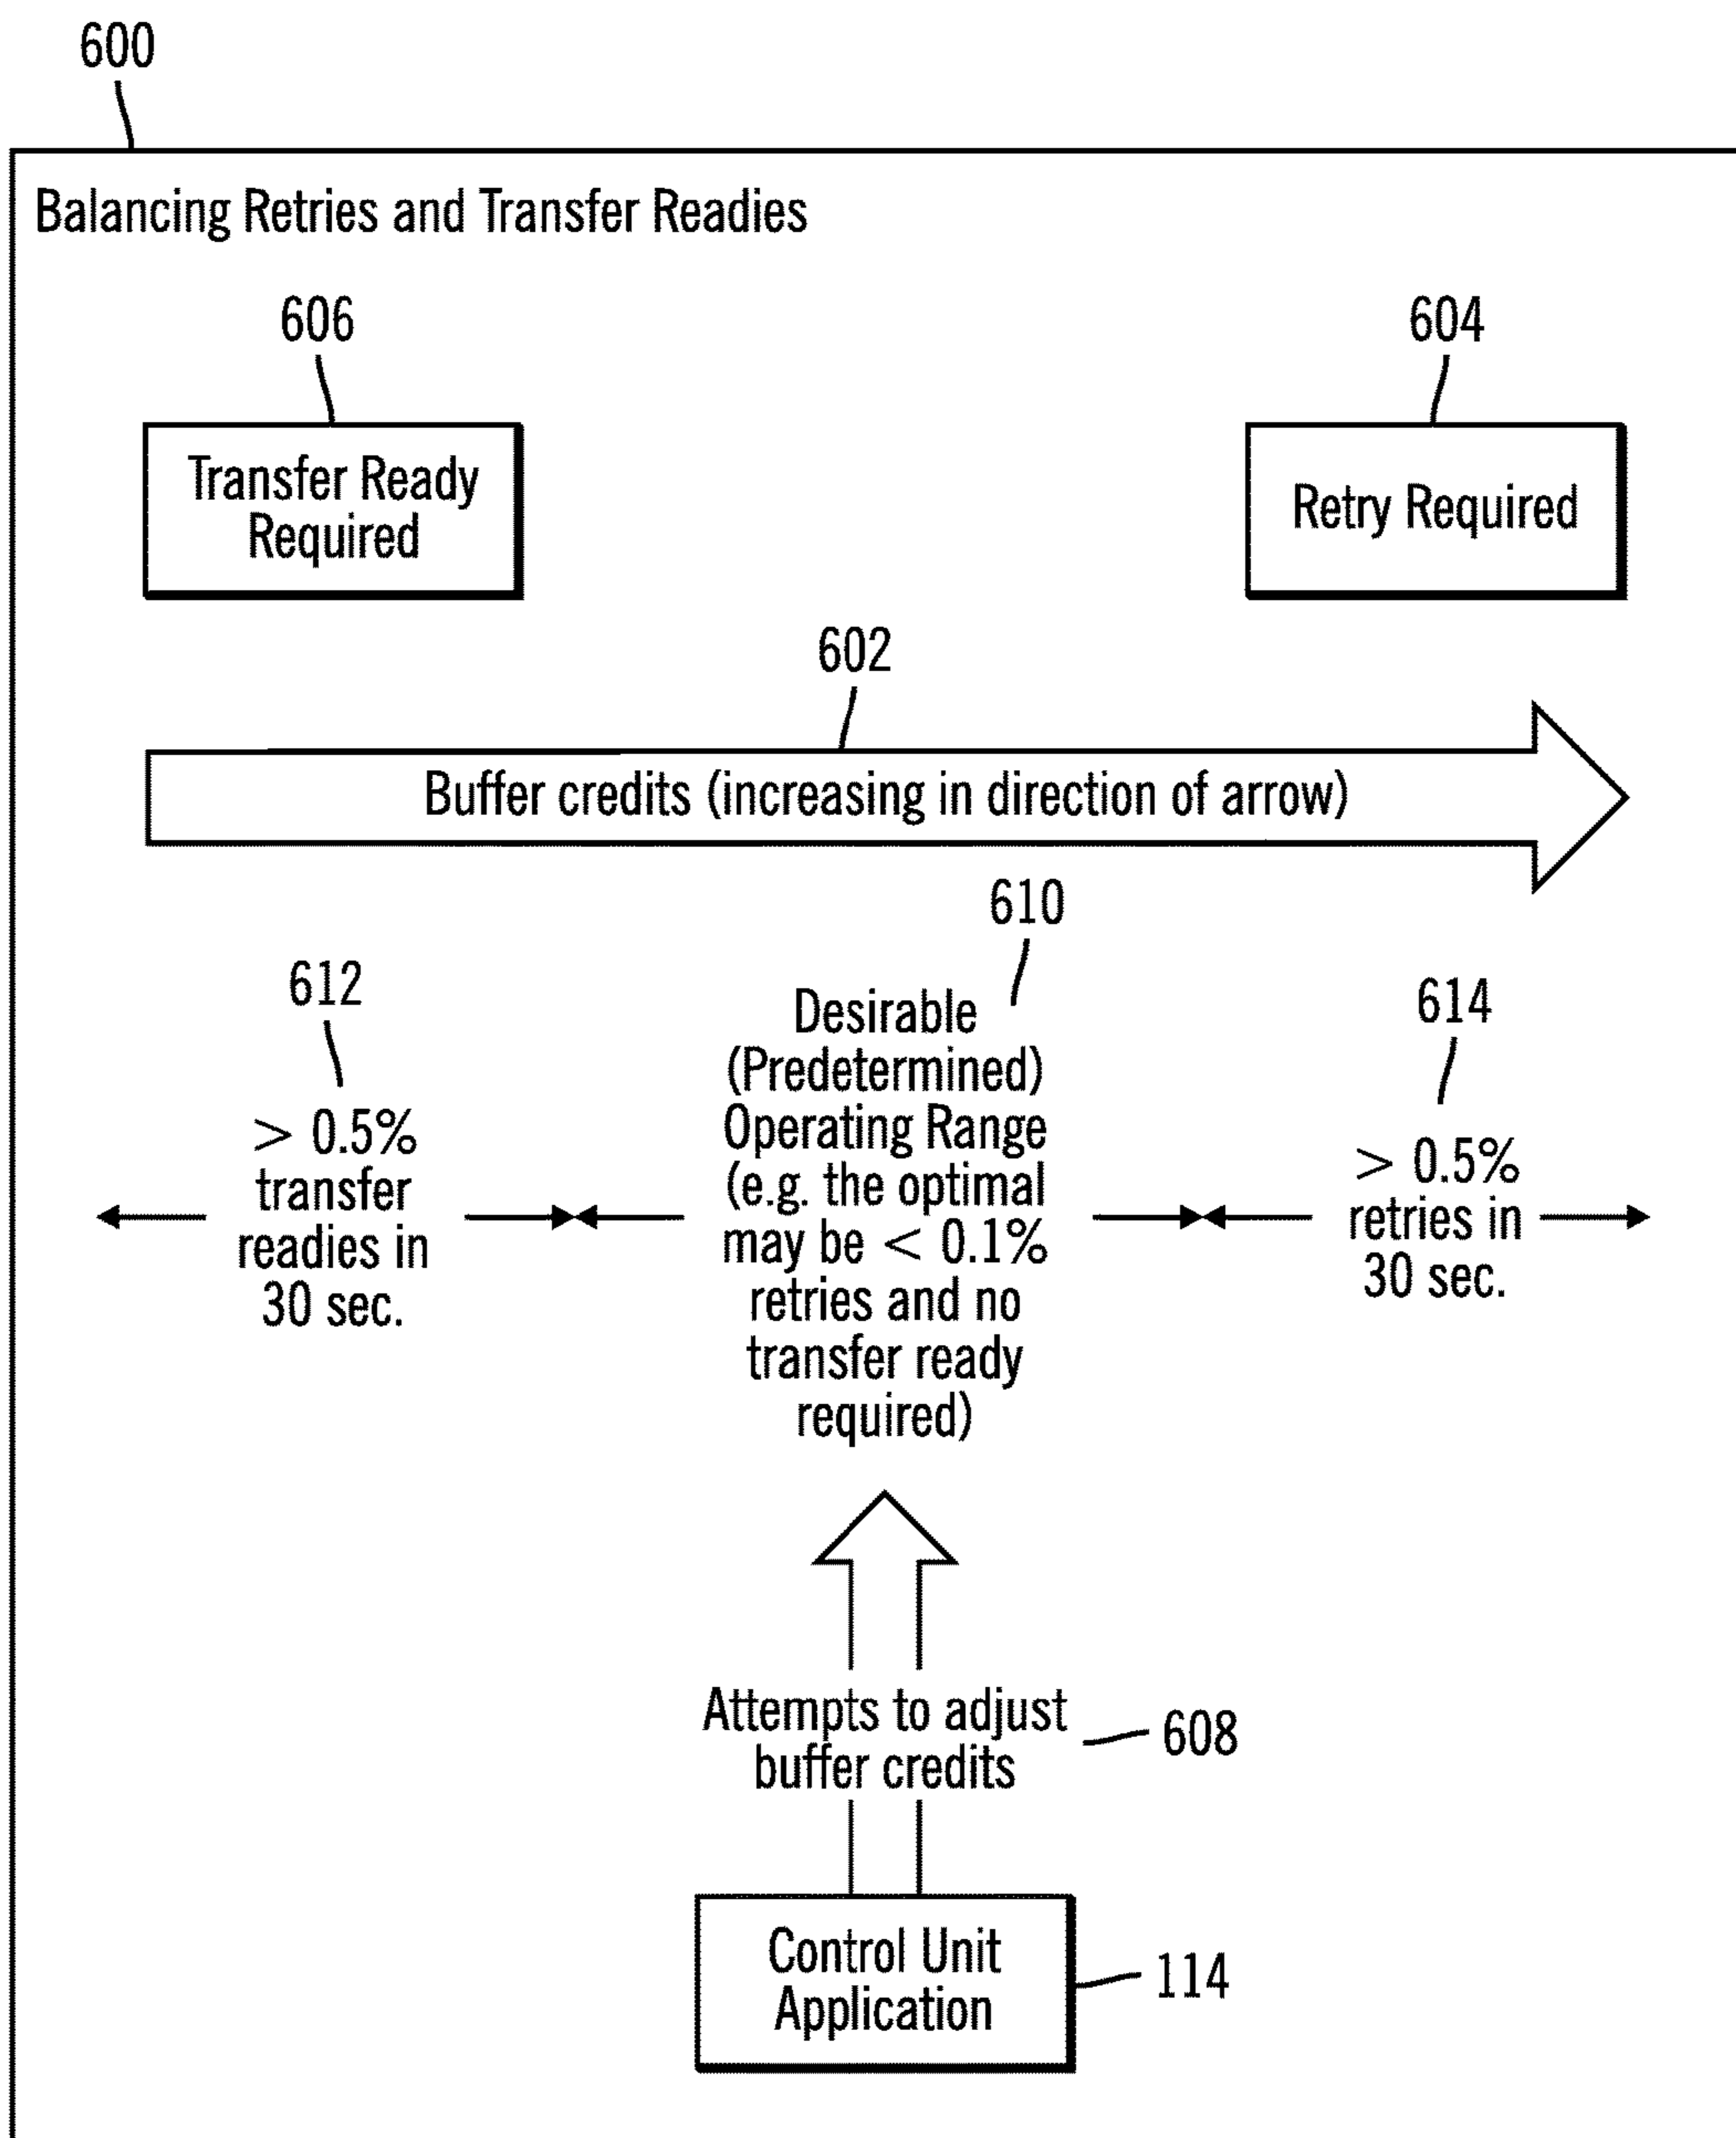 600
Balancing Retries and Transfer Readies
606
604
Transfer Ready
Required
Retry Required
602
Buffer credits (increasing in direction of arrow)
610
612
614
> 0.5%
transfer
readies in
30 sec.
Desirable
(Predetermined)
Operating Range
(e.g. the optimal
may be < 0.1%
retries and no
transfer ready
required)
> 0.5%
retries in
30 sec.
Attempts to adjust
buffer credits
608
Control Unit
Application
114